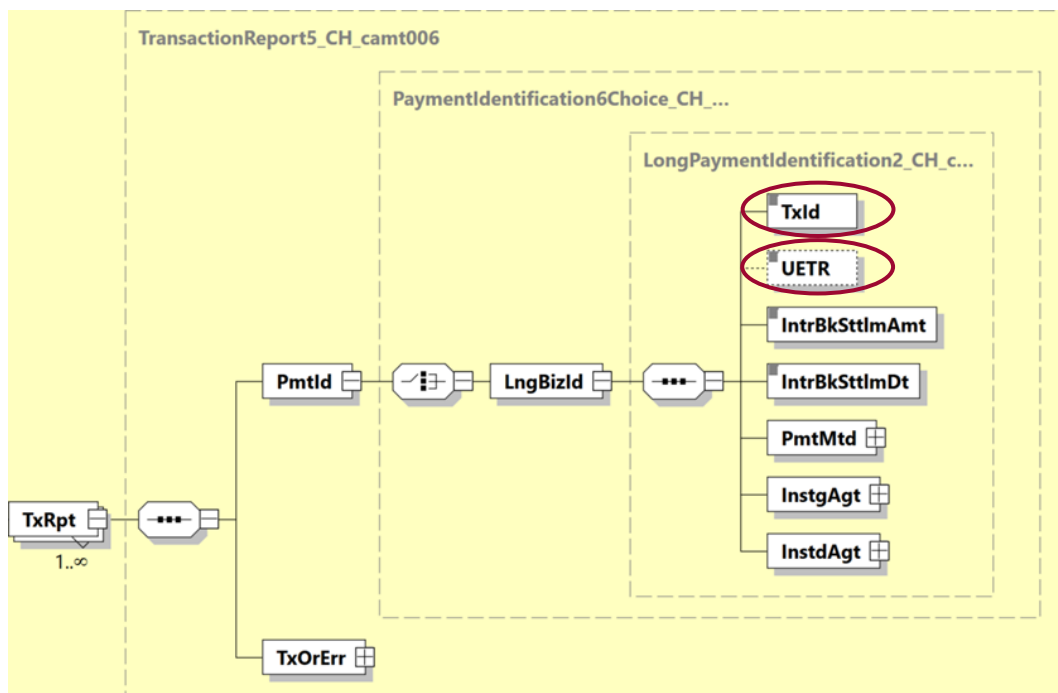 TransactionReport5_CH_camt006
PaymentIdentification6Choice_CH_...
LongPaymentIdentification2_CH_c...
TxId
UETR
IntrBkSttlmAmt
PmtId
LngBizId
IntrBkSttlmDt
PmtMtd
InstgAgt
TxRpt
1..∞
InstdAgt
TxOrErr